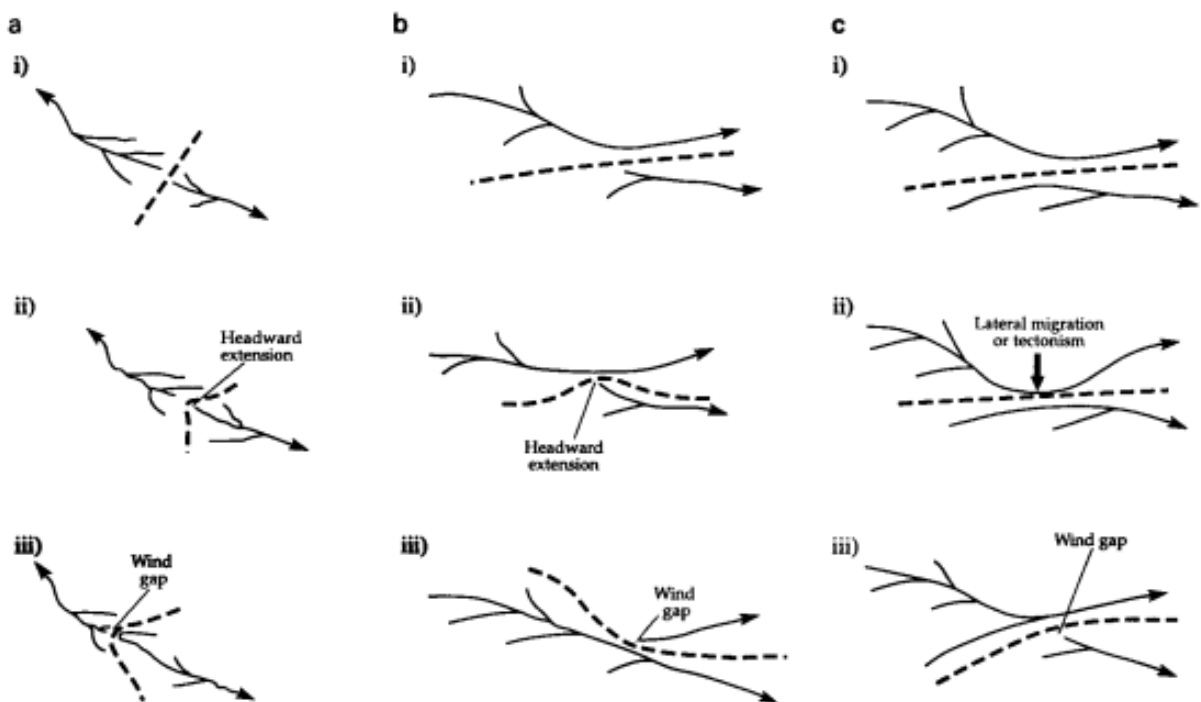 a
b
c
i)
i)
i)
ii)
Headward
extension
ii)
Headward
extension
ii)
Lateral migration
or tectonism
iii)
Wind
gap
iii)
Wind
gap
iii)
Wind gap